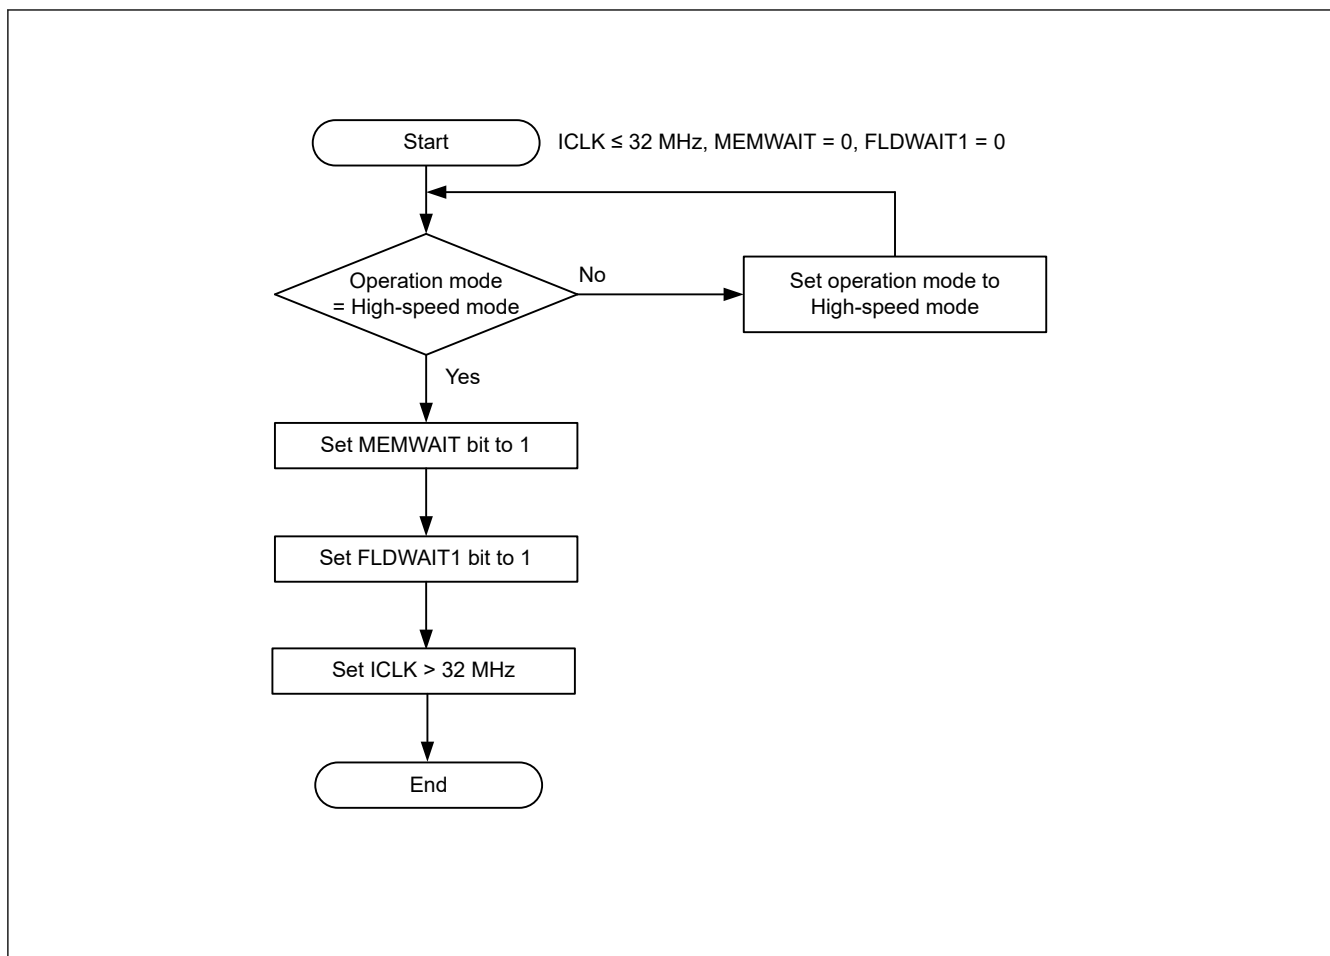 Start
ICLK ≤ 32 MHz, MEMWAIT = 0, FLDWAIT1 = 0
Operation mode
= High-speed mode
No
Set operation mode to
High-speed mode
Yes
Set MEMWAIT bit to 1
Set FLDWAIT1 bit to 1
Set ICLK > 32 MHz
End